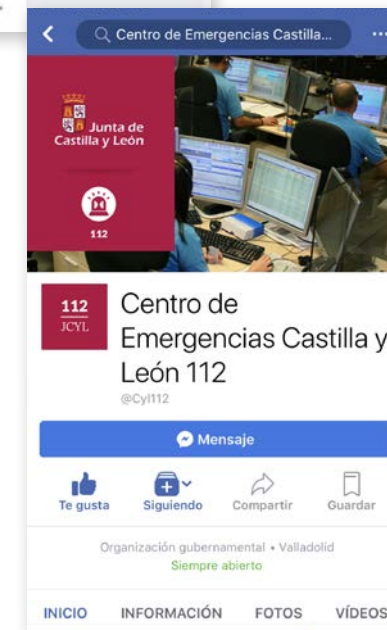 Centro de Emergencias Castilla...
Junta de
Castilla y León
112
112
JCYL
Centro de
Emergencias Castilla y
León 112
@Cyl112
Mensaje
Te gusta
Siguiendo
Compartir
Guardar
Organización gubernamental • Valladolid
Siempre abierto
INICIO
INFORMACIÓN
FOTOS
VÍDEOS